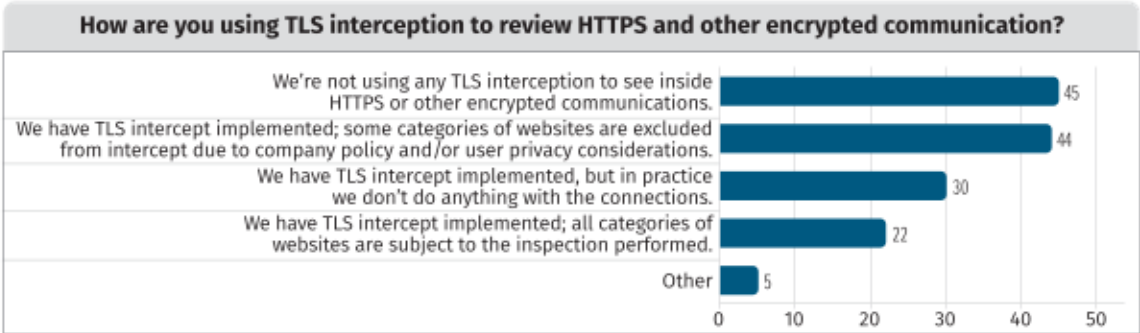 How are you using TLS interception to review HTTPS and other encrypted communication?
We’re not using any TLS interception to see inside
HTTPS or other encrypted communications.
45
We have TLS intercept implemented; some categories of websites are excluded
from intercept due to company policy and/or user privacy considerations.
44
We have TLS intercept implemented, but in practice
we don’t do anything with the connections.
30
We have TLS intercept implemented; all categories of
websites are subject to the inspection performed.
22
Other
5
0 10 20 30 40 50